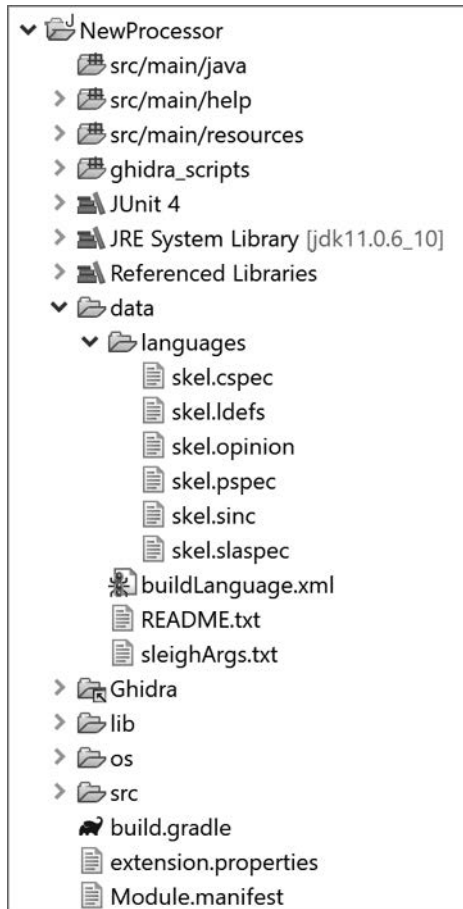 NewProcessor
src/main/java
src/main/help
src/main/resources
ghidra_scripts
JUnit 4
JRE System Library [jdk11.0.6_10]
Referenced Libraries
data
languages
skel.cspec
skel.ldefs
skel.opinion
skel.pspec
skel.sinc
skel.slaspec
buildLanguage.xml
README.txt
sleighArgs.txt
Ghidra
lib
os
src
build.gradle
extension.properties
Module.manifest